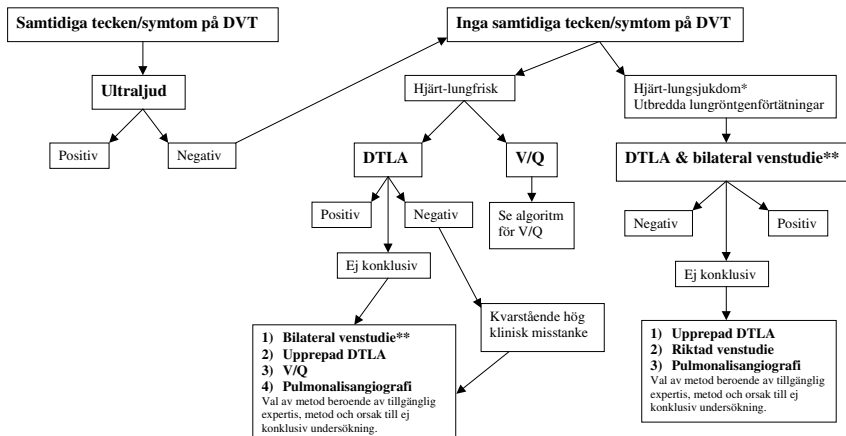 Samtidiga tecken/symtom på DVT
Inga samtidiga tecken/symtom på DVT
Ultraljud
Positiv
Negativ
Hjärt-lungfrisk
Hjärt-lungsjukdom*
Utbredda lungröntgenförtätningar
DTLA
V/Q
DTLA & bilateral venstudie**
Positiv
Negativ
Se algoritm
för V/Q
Negativ
Positiv
Ej konklusiv
Ej konklusiv
Kvarstående hög
klinisk misstanke
1) Bilateral venstudie**
2) Upprepad DTLA
3) V/Q
4) Pulmonalisangiografi
Val av metod beroende av tillgänglig
expertis, metod och orsak till ej
konklusiv undersökning.
1) Upprepad DTLA
2) Riktad venstudie
3) Pulmonalisangiografi
Val av metod beroende av tillgänglig
expertis, metod och orsak till ej
konklusiv undersökning.